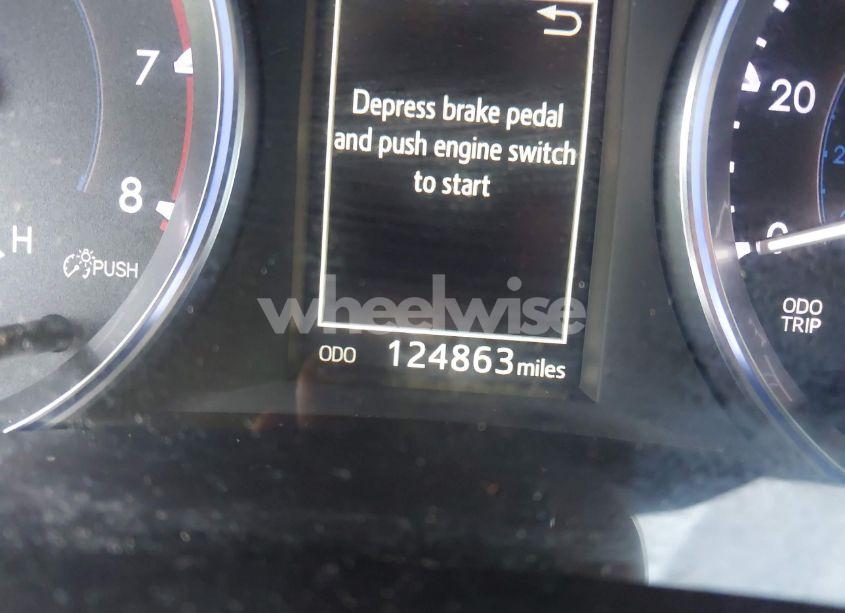 7
8
H
PUSH
Depress brake pedal
and push engine switch
to start
wheelwise
ODO 124863 miles
20
0
ODO
TRIP